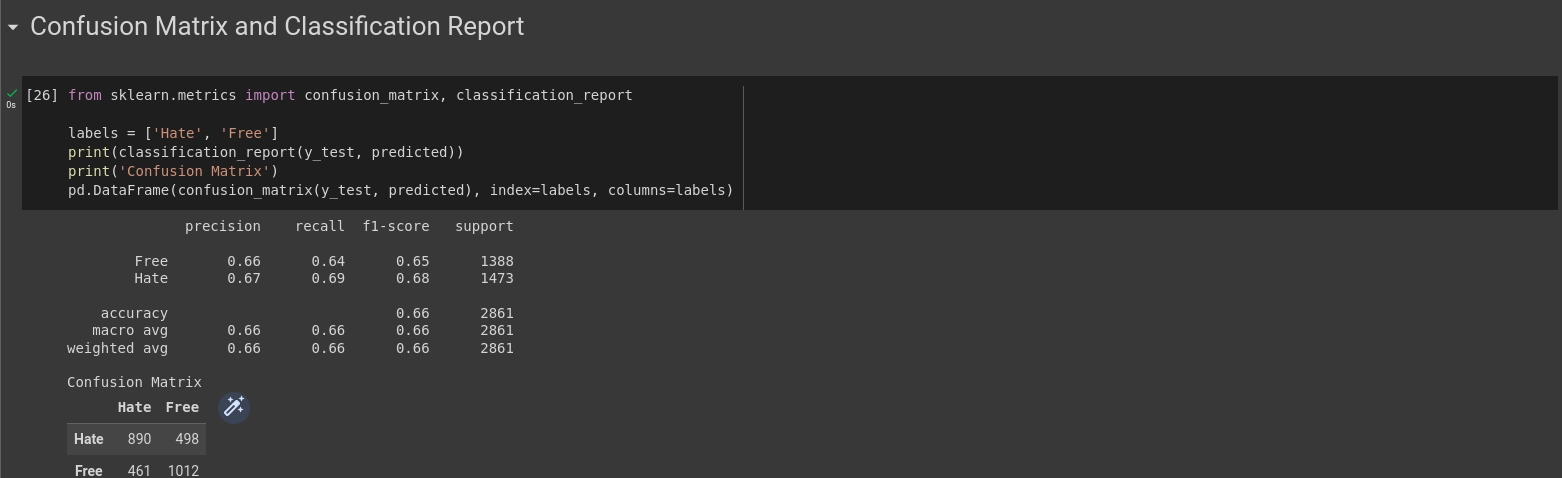 Confusion Matrix and Classification Report
[26] from sklearn.metrics import confusion_matrix, classification_report
0s
labels = ['Hate', 'Free']
print(classification_report(y_test, predicted))
print('Confusion Matrix')
pd.DataFrame(confusion_matrix(y_test, predicted), index=labels, columns=labels)
precision recall f1-score support
Free 0.66 0.64 0.65 1388
Hate 0.67 0.69 0.68 1473
accuracy 0.66 2861
macro avg 0.66 0.66 0.66 2861
weighted avg 0.66 0.66 0.66 2861
Confusion Matrix
Hate Free
Hate 890 498
Free 461 1012